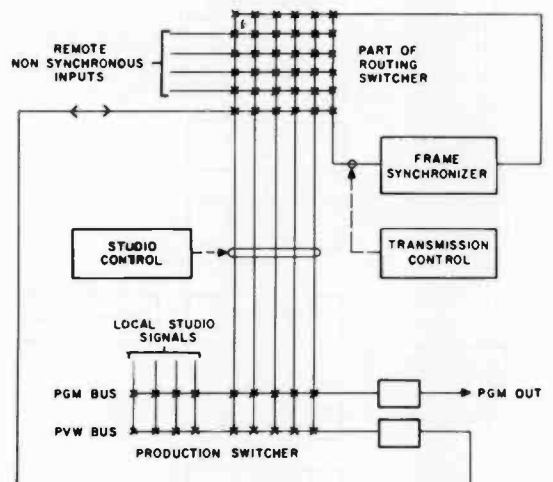 REMOTE
NON SYNCHRONOUS
INPUTS
PART OF
ROUTING
SWITCHER
FRAME
SYNCHRONIZER
STUDIO
CONTROL
TRANSMISSION
CONTROL
LOCAL STUDIO
SIGNALS
PGM BUS
PGM OUT
PVW BUS
PRODUCTION SWITCHER